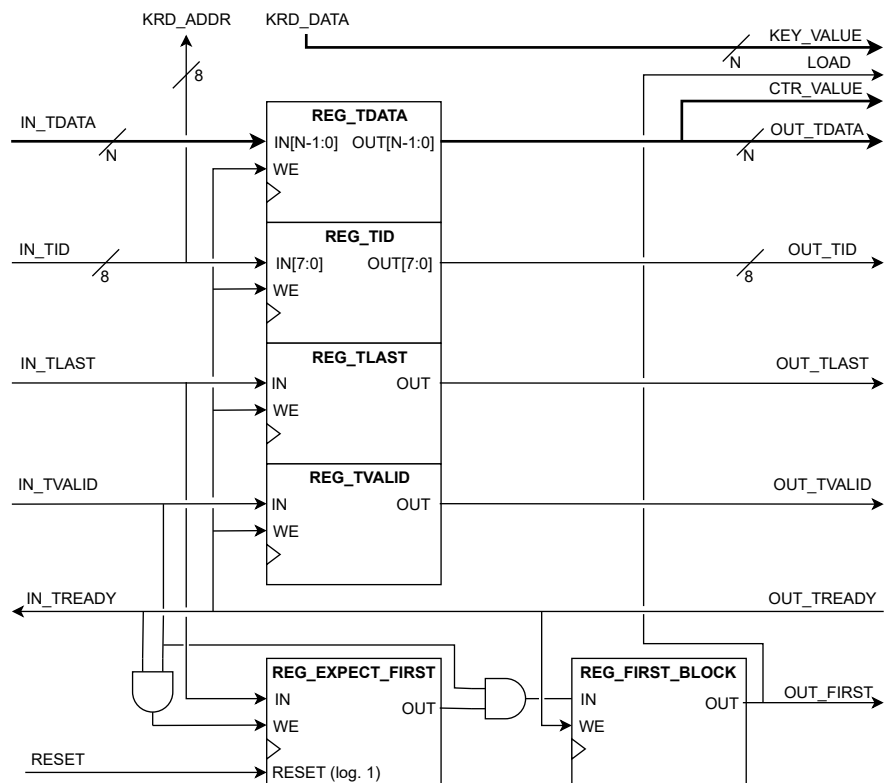 KRD_ADDR KRD_DATA
KEY_VALUE
N
LOAD
8
CTR_VALUE
REG_TDATA
IN_TDATA
OUT_TDATA
IN[N-1:0] OUT[N-1:0]
N
N
WE
REG_TID
IN_TID
OUT_TID
IN[7:0] OUT[7:0]
8
8
WE
REG_TLAST
IN_TLAST
OUT_TLAST
IN OUT
WE
REG_TVALID
IN_TVALID
OUT_TVALID
IN OUT
WE
IN_TREADY
OUT_TREADY
REG_EXPECT_FIRST
REG_FIRST_BLOCK
IN
OUT
WE
IN
OUT
WE
OUT_FIRST
RESET
RESET (log. 1)